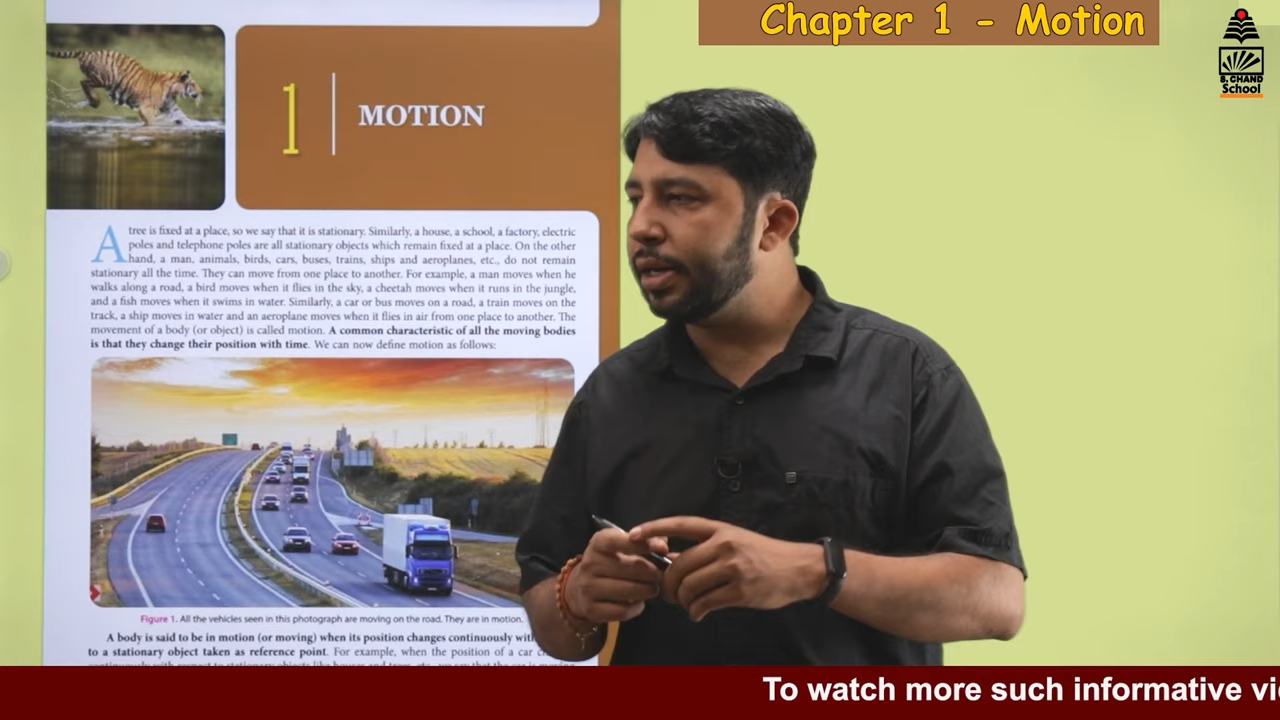 Chapter 1 - Motion
S. CHAND
School
1
MOTION
A tree is fixed at a place, so we say that it is stationary. Similarly, a house, a school, a factory, electric
poles and telephone poles are all stationary objects which remain fixed at a place. On the other
hand, a man, animals, birds, cars, buses, trains, ships and aeroplanes, etc., do not remain
stationary all the time. They can move from one place to another. For example, a man moves when he
walks along a road, a bird moves when it flies in the sky, a cheetah moves when it runs in the jungle,
and a fish moves when it swims in water. Similarly, a car or bus moves on a road, a train moves on the
track, a ship moves in water and an aeroplane moves when it flies in air from one place to another. The
movement of a body (or object) is called motion. A common characteristic of all the moving bodies
is that they change their position with time. We can now define motion as follows:
Figure 1. All the vehicles seen in this photograph are moving on the road. They are in motion.
A body is said to be in motion (or moving) when its position changes continuously
to a stationary object taken as reference point. For example, when the position of a car
To watch more such informative